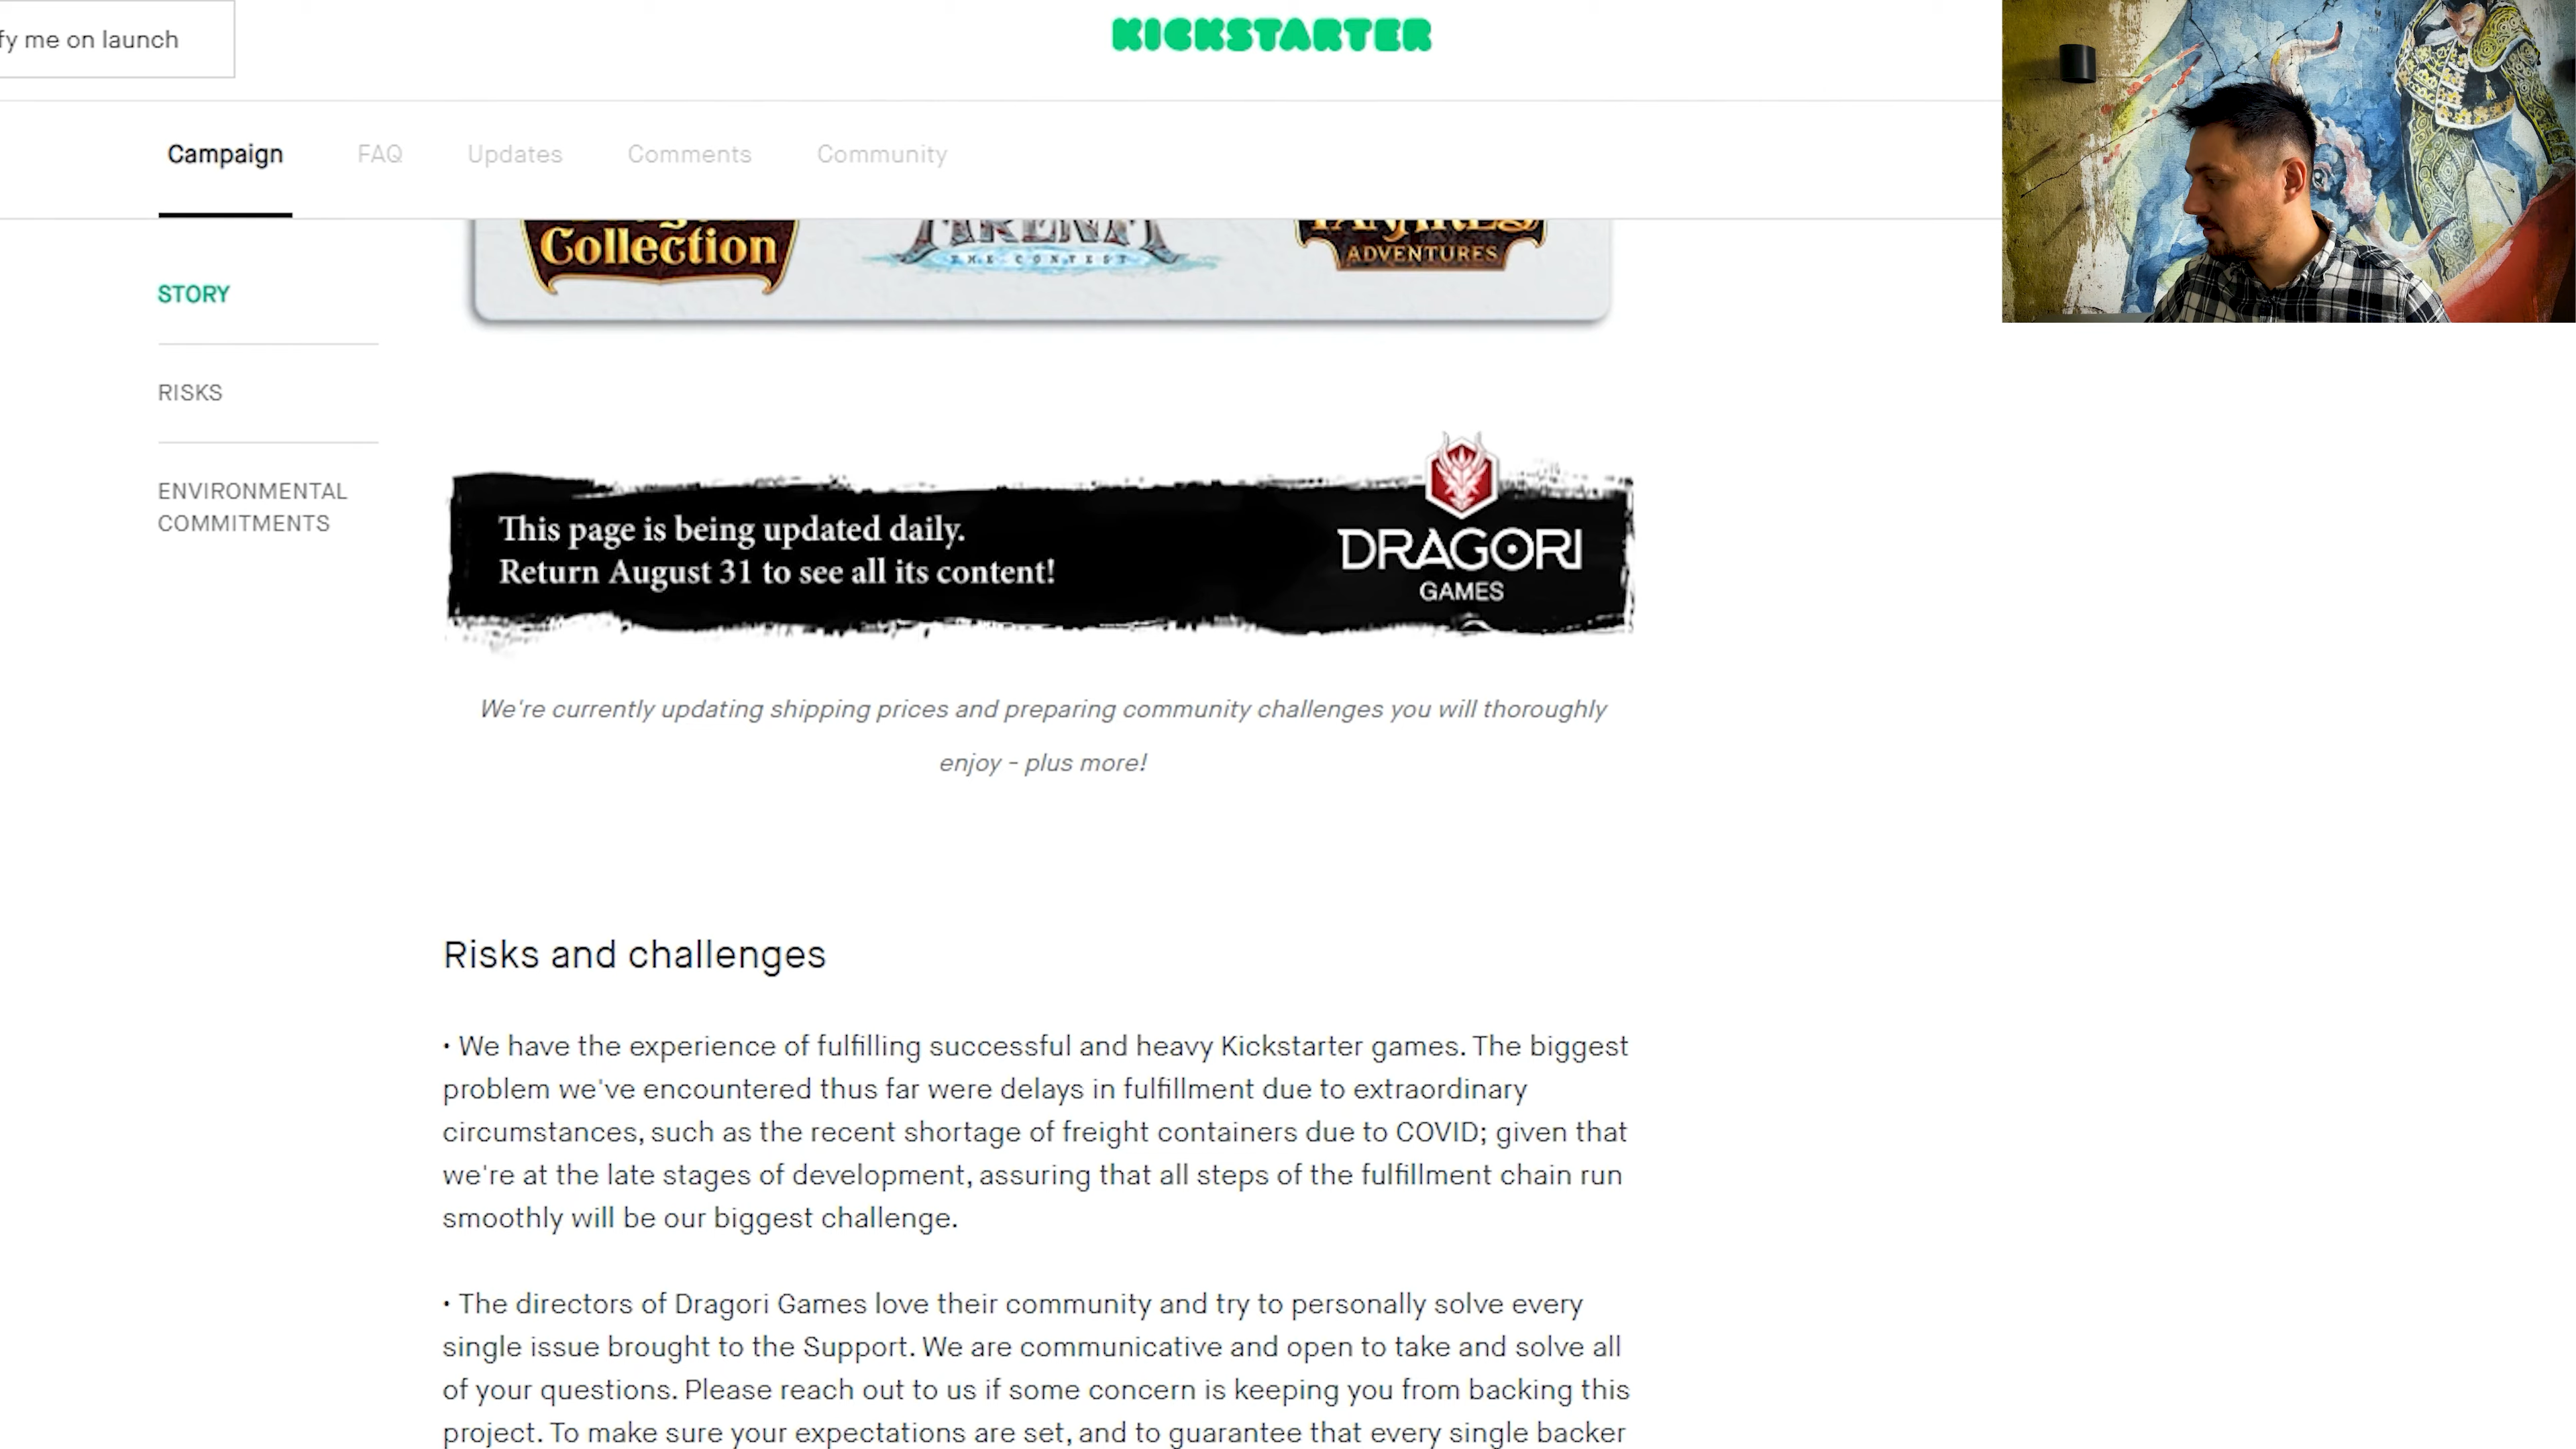 fy me on launch
KICKSTARTER
Campaign FAQ Updates Comments Community
Collection
ARENA
THE CONTEST
ADVENTURES
STORY
RISKS
ENVIRONMENTAL
COMMITMENTS
This page is being updated daily.
Return August 31 to see all its content!
DRAGORI
GAMES
We're currently updating shipping prices and preparing community challenges you will thoroughly
enjoy - plus more!
Risks and challenges
• We have the experience of fulfilling successful and heavy Kickstarter games. The biggest
problem we've encountered thus far were delays in fulfillment due to extraordinary
circumstances, such as the recent shortage of freight containers due to COVID; given that
we're at the late stages of development, assuring that all steps of the fulfillment chain run
smoothly will be our biggest challenge.
• The directors of Dragori Games love their community and try to personally solve every
single issue brought to the Support. We are communicative and open to take and solve all
of your questions. Please reach out to us if some concern is keeping you from backing this
project. To make sure your expectations are set, and to guarantee that every single backer